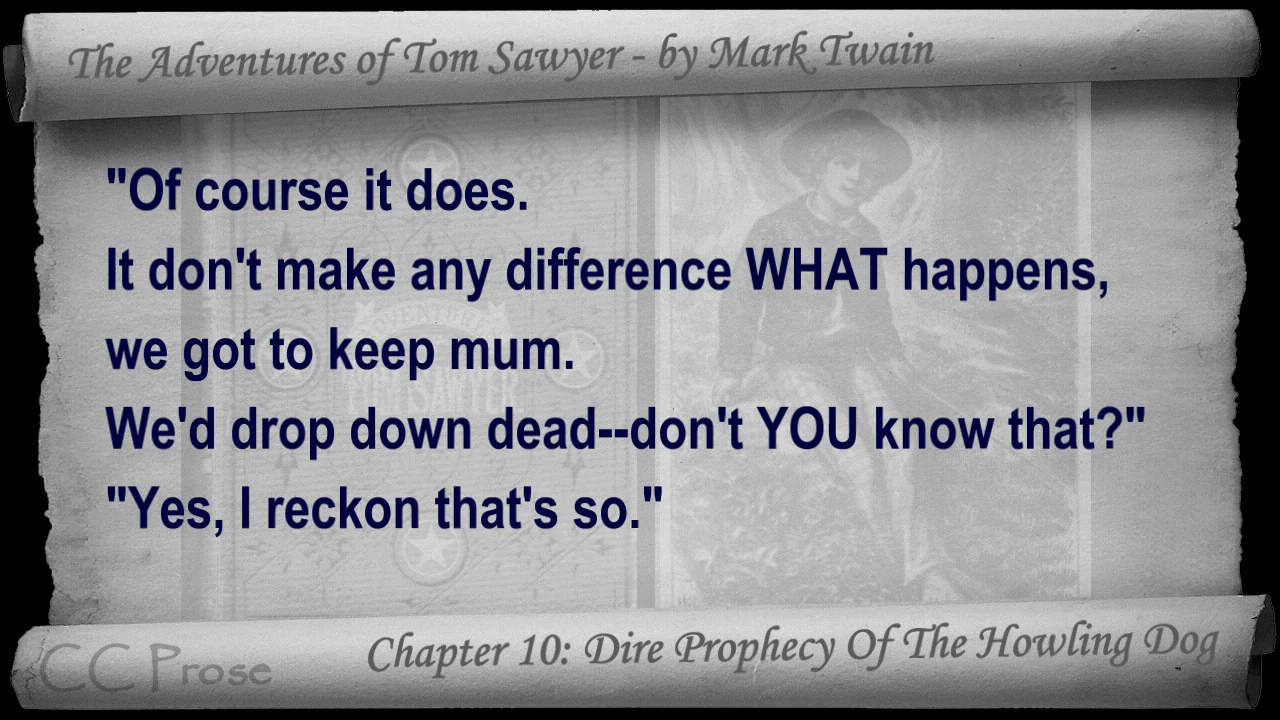 The Adventures of Tom Sawyer - by Mark Twain
"Of course it does.
It don't make any difference WHAT happens,
we got to keep mum.
We'd drop down dead--don't YOU know that?"
"Yes, I reckon that's so."
Chapter 10: Dire Prophecy Of The Howling Dog
CC Prose